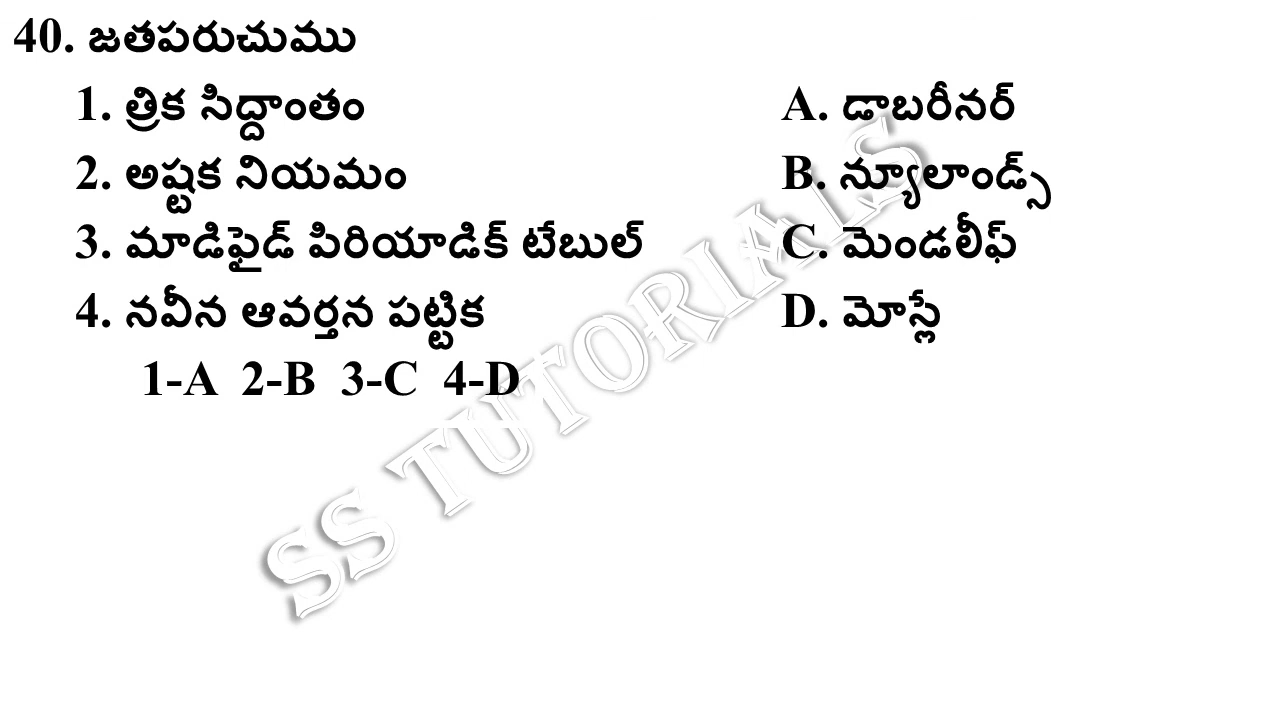 40. జతపరుచుము
1. త్రిక సిద్దాంతం A. డాబరీనర్
2. అష్టక నియమం B. న్యూలాండ్స్
3. మాడిఫైడ్ పిరియాడిక్ టేబుల్ C. మెండలీఫ్
4. నవీన ఆవర్తన పట్టిక D. మోస్లే
1-A 2-B 3-C 4-D
SS TUTORIALS